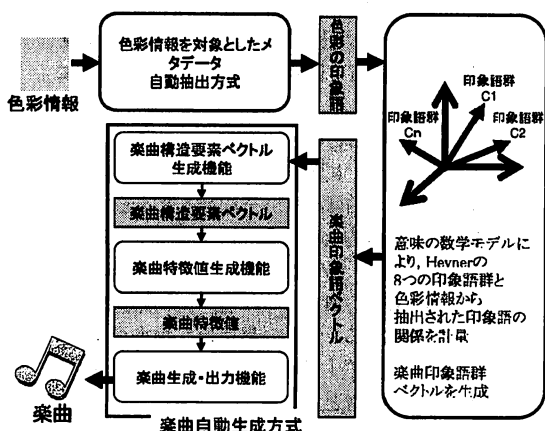 色彩情報
色彩情報を対象としたメ
タデータ
自動抽出方式
色彩の印象語
印象語群
C1
印象語群
Cn
印象語群
C2
意味の数学モデルに
より, Hevnerの
8つの印象語群と
色彩情報から
抽出された印象語の
関係を計量
楽曲印象語群
ベクトルを生成
楽曲印象語ベクトル
楽曲構造要素ベクトル
生成機能
楽曲構造要素ベクトル
楽曲特徴値生成機能
楽曲特徴値
楽曲生成・出力機能
楽曲自動生成方式
楽曲